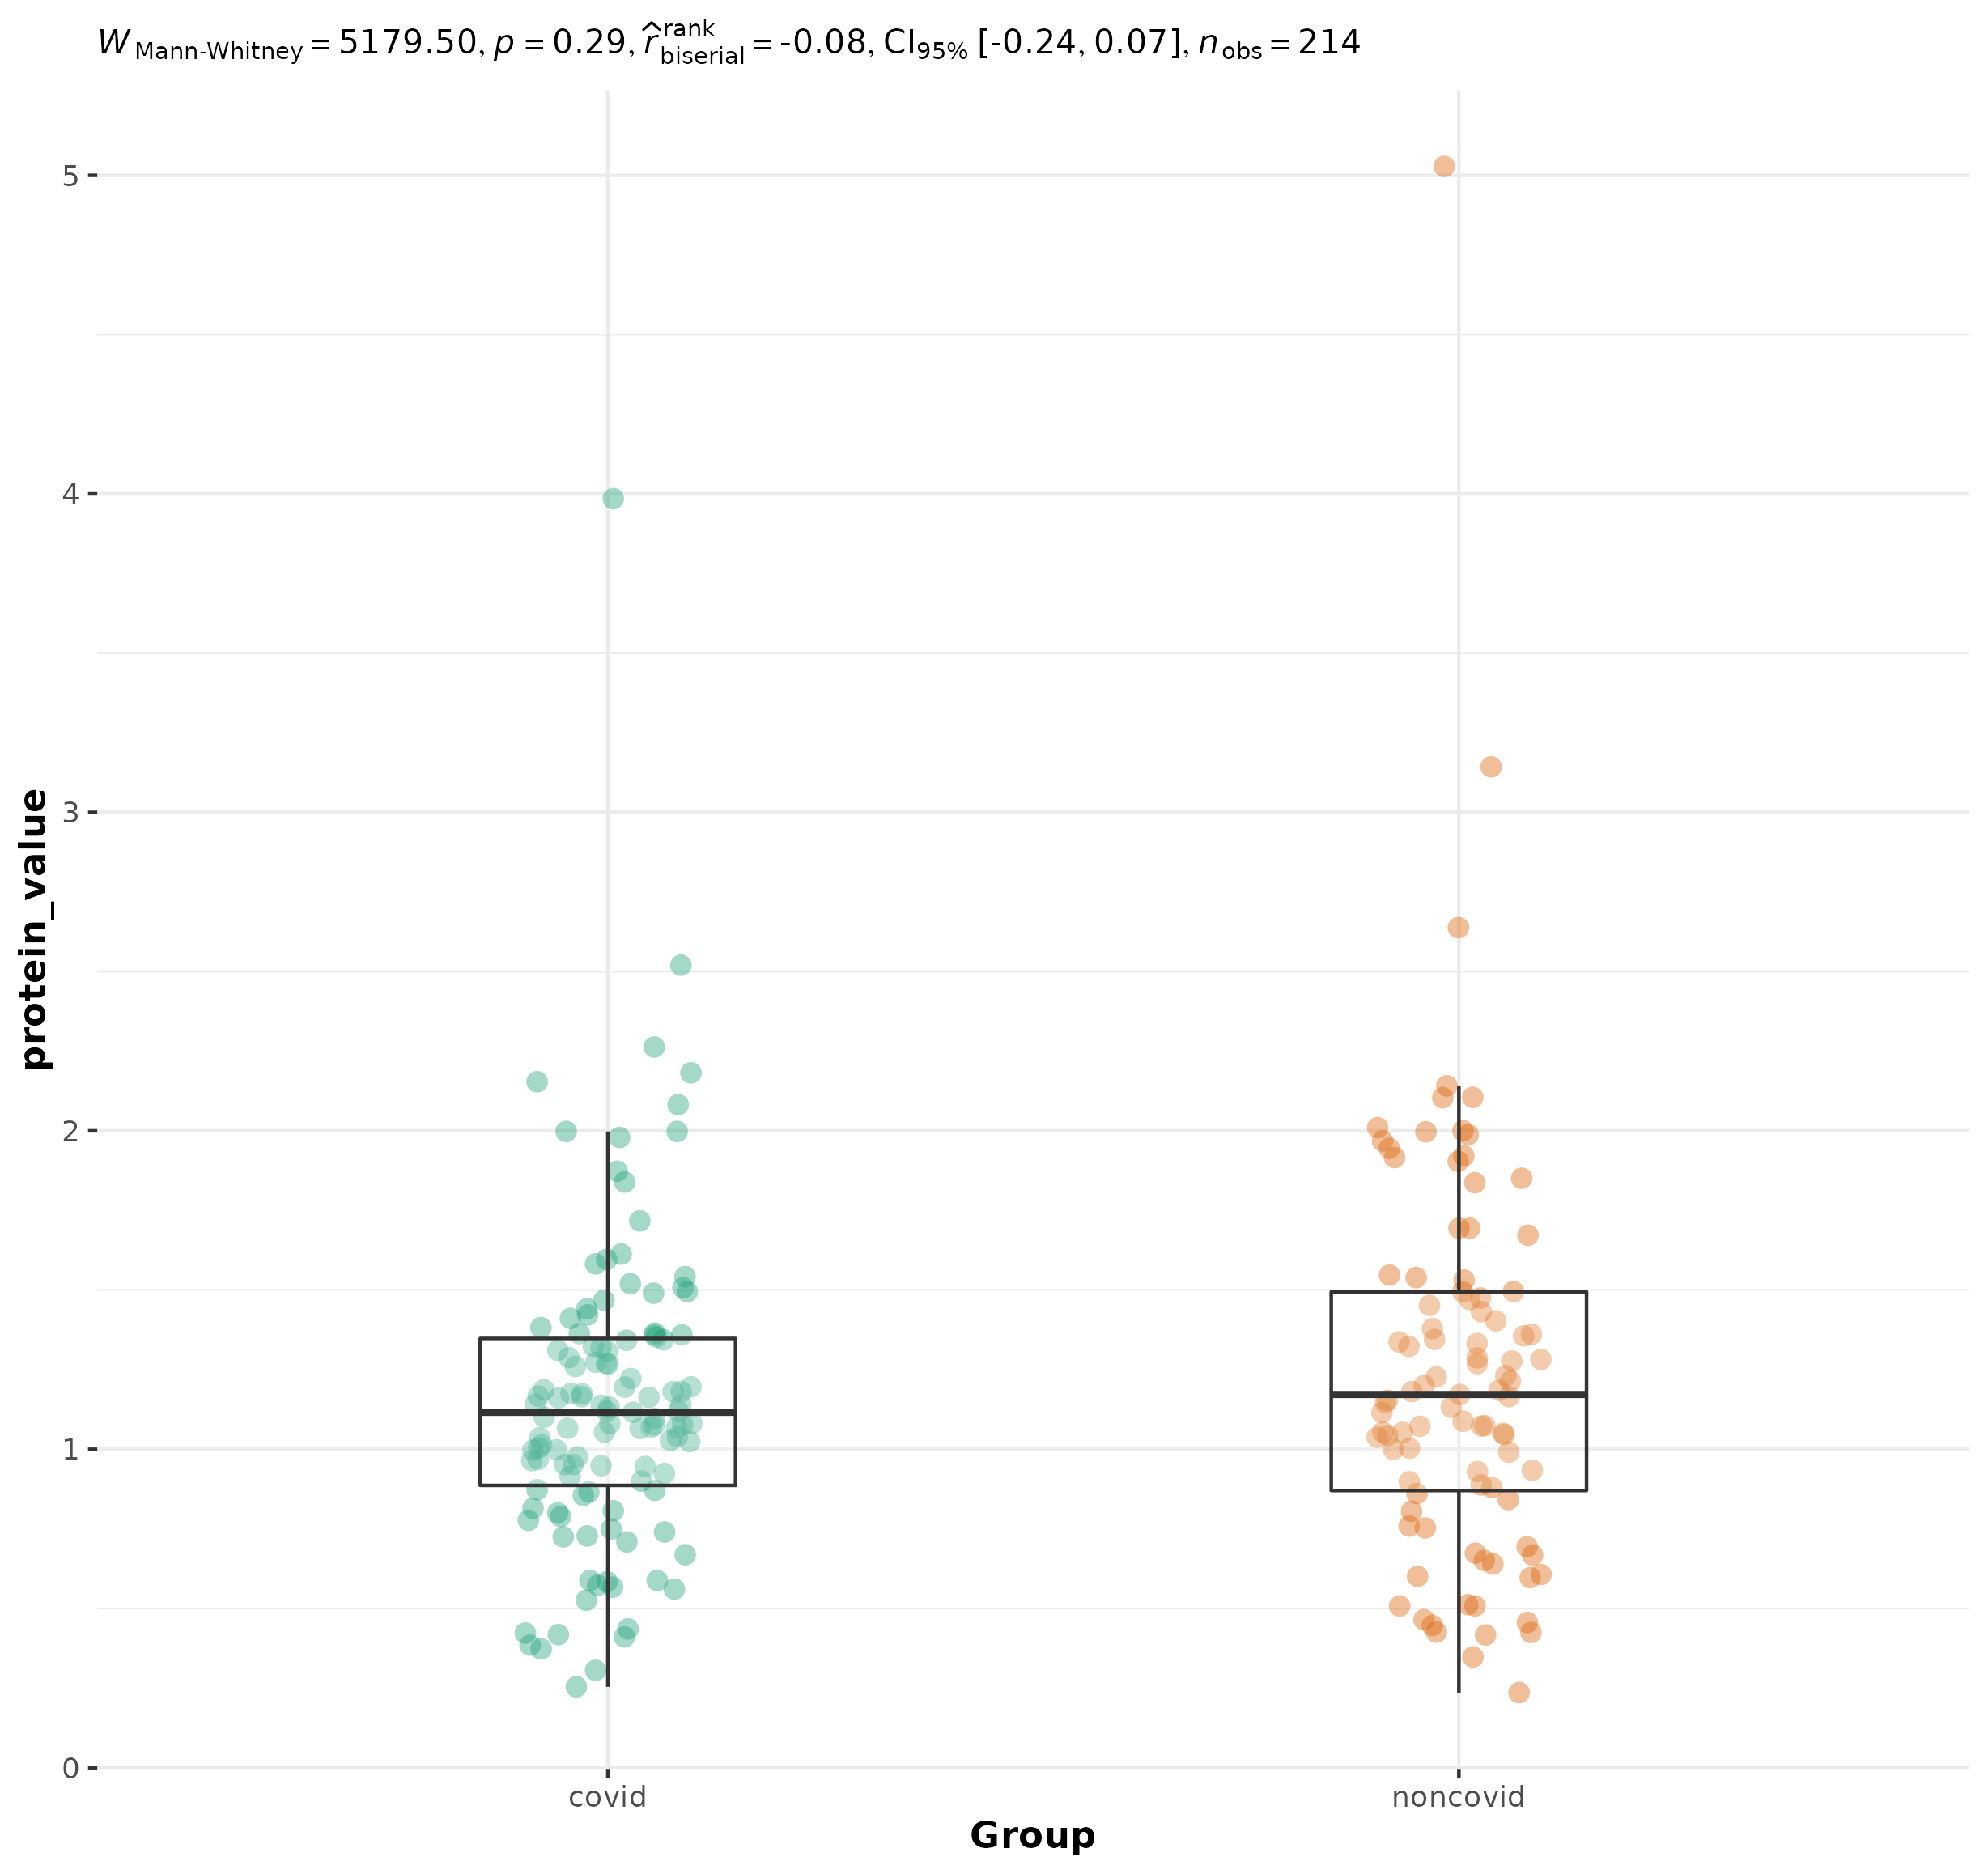 W Mann-Whitney = 5179.50, p = 0.29, r̂ rank biserial = -0.08, CI95% [-0.24, 0.07], nobs = 214
5
4
3
2
1
0
protein_value
covid noncovid
Group